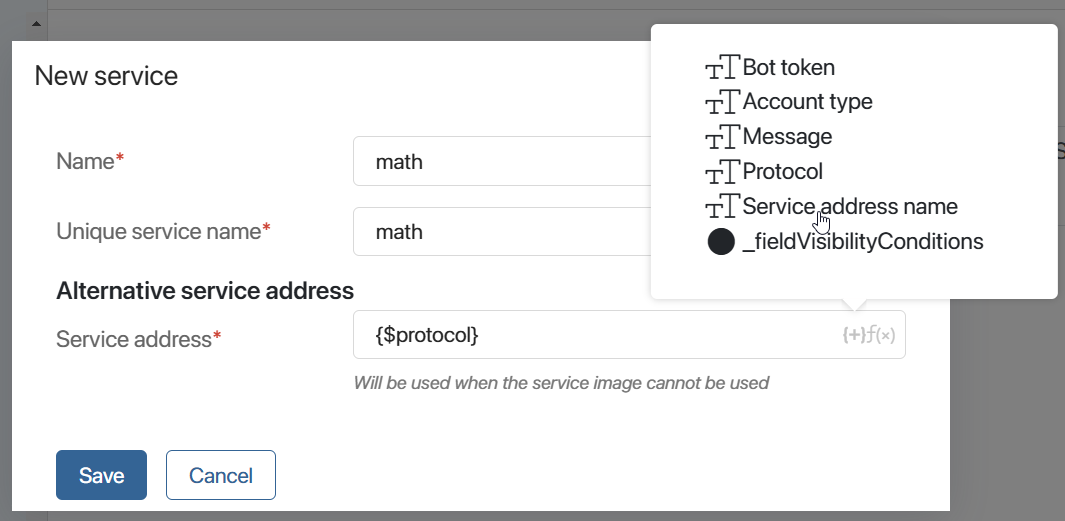 New service
Name*
math
Unique service name*
math
Alternative service address
Service address*
{$protocol}
{+}f(x)
Will be used when the service image cannot be used
Save
Cancel
Bot token
Account type
Message
Protocol
Service address name
_fieldVisibilityConditions